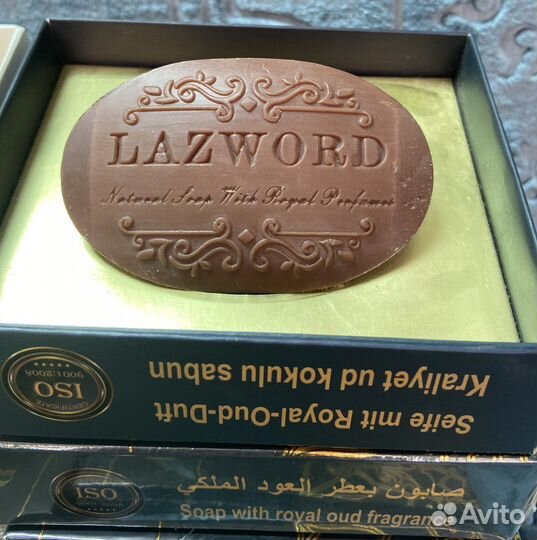 LAZWORD
Natural Soap With Royal Perfumes
Kraliyet ud kokulu sabun
Seife mit Royal-Oud-Duft
CERTIFICATE
ISO
9001:2008
صابون بعطر العود الملكي
Soap with royal oud fragrance
ISO
Avito